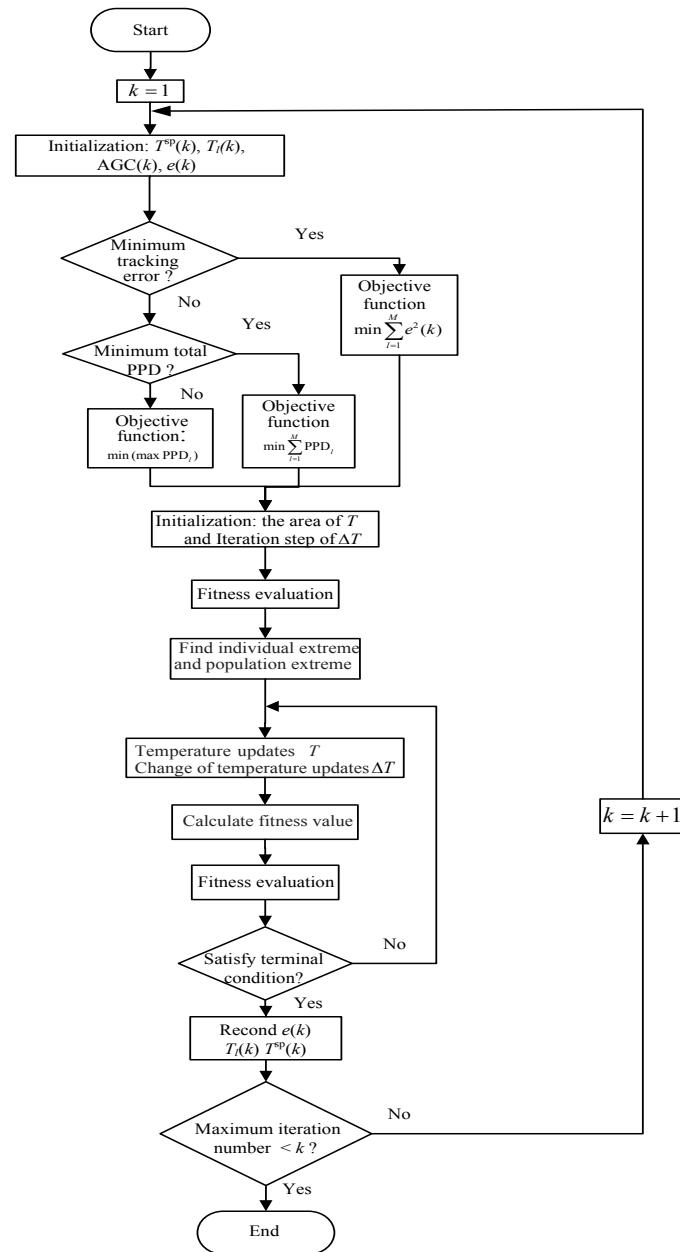 Start
k = 1
Initialization: T^sp(k), T_l(k),
AGC(k), e(k)
Minimum
tracking
error ?
Yes
No
Objective
function
min ∑_{l=1}^{M} e²(k)
Minimum total
PPD ?
Yes
No
Objective
function:
min (max PPD_l)
Objective
function
min ∑_{l=1}^{M} PPD_l
Initialization: the area of T
and Iteration step of ΔT
Fitness evaluation
Find individual extreme
and population extreme
Temperature updates T
Change of temperature updates ΔT
k = k + 1
Calculate fitness value
Fitness evaluation
Satisfy terminal
condition?
No
Yes
Recond e(k)
T_l(k) T^sp(k)
Maximum iteration
number < k ?
No
Yes
End